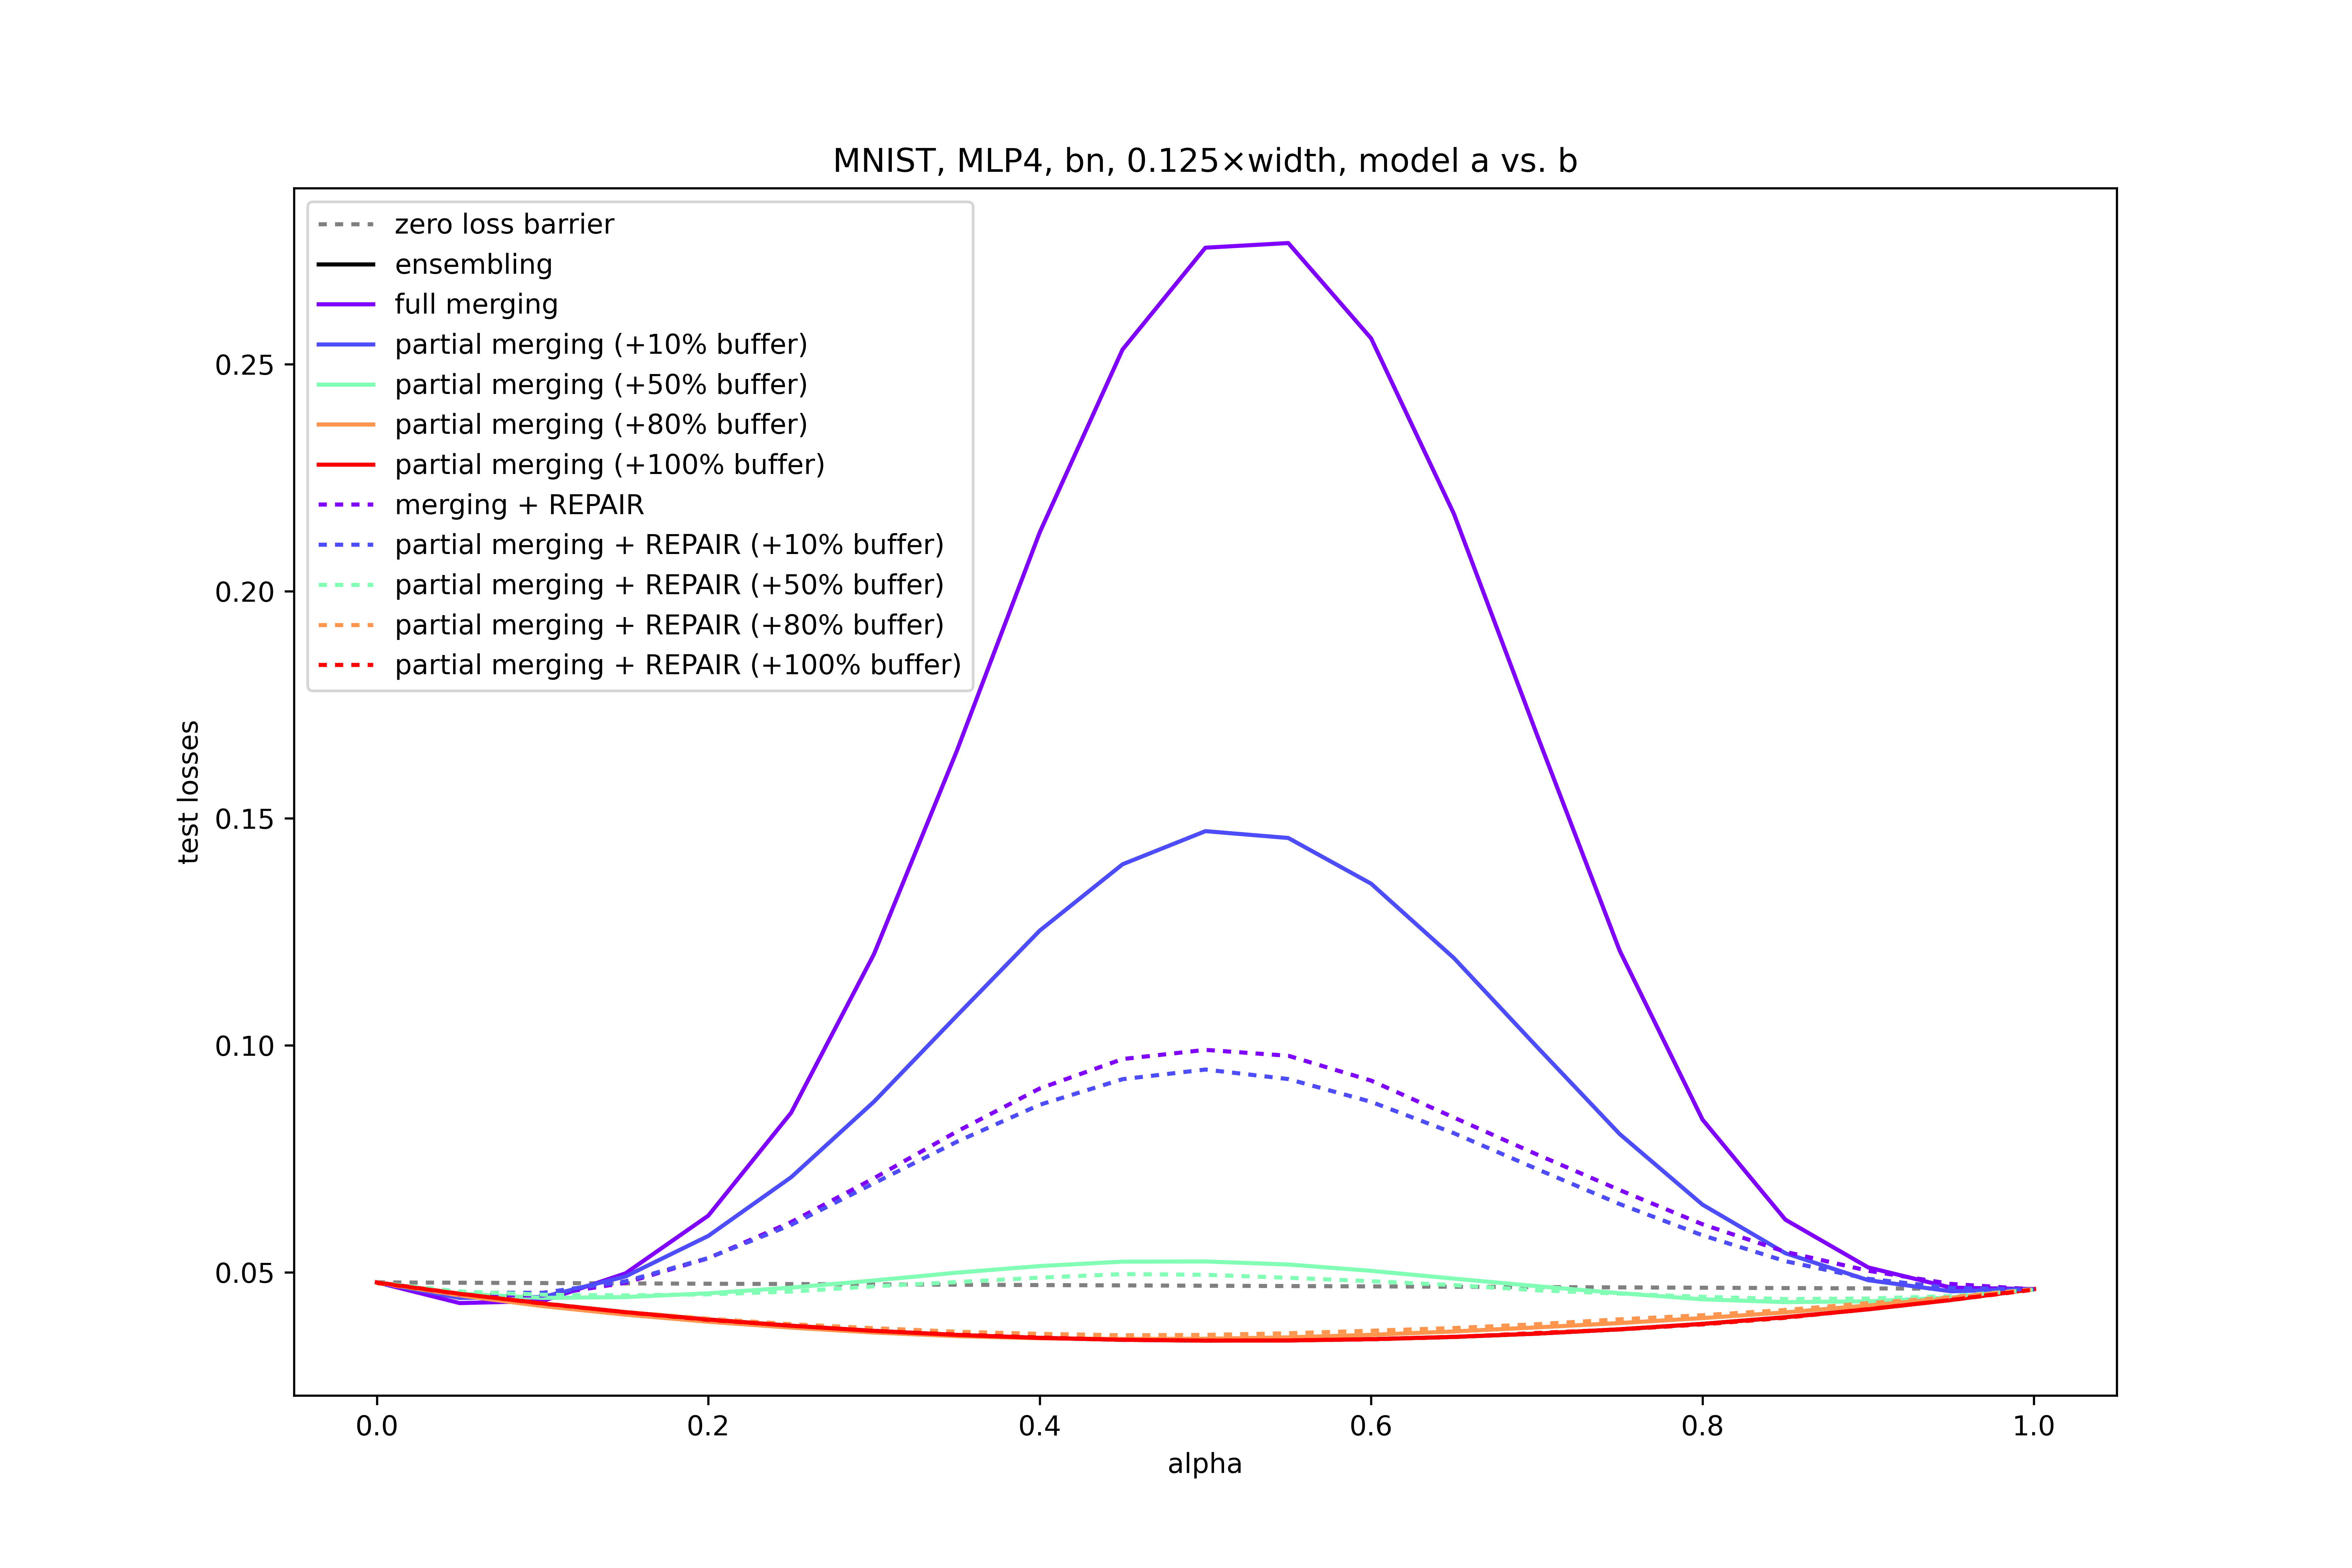 MNIST, MLP4, bn, 0.125×width, model a vs. b
zero loss barrier
ensembling
full merging
partial merging (+10% buffer)
partial merging (+50% buffer)
partial merging (+80% buffer)
partial merging (+100% buffer)
merging + REPAIR
partial merging + REPAIR (+10% buffer)
partial merging + REPAIR (+50% buffer)
partial merging + REPAIR (+80% buffer)
partial merging + REPAIR (+100% buffer)
test losses
0.25
0.20
0.15
0.10
0.05
0.0 0.2 0.4 0.6 0.8 1.0
alpha